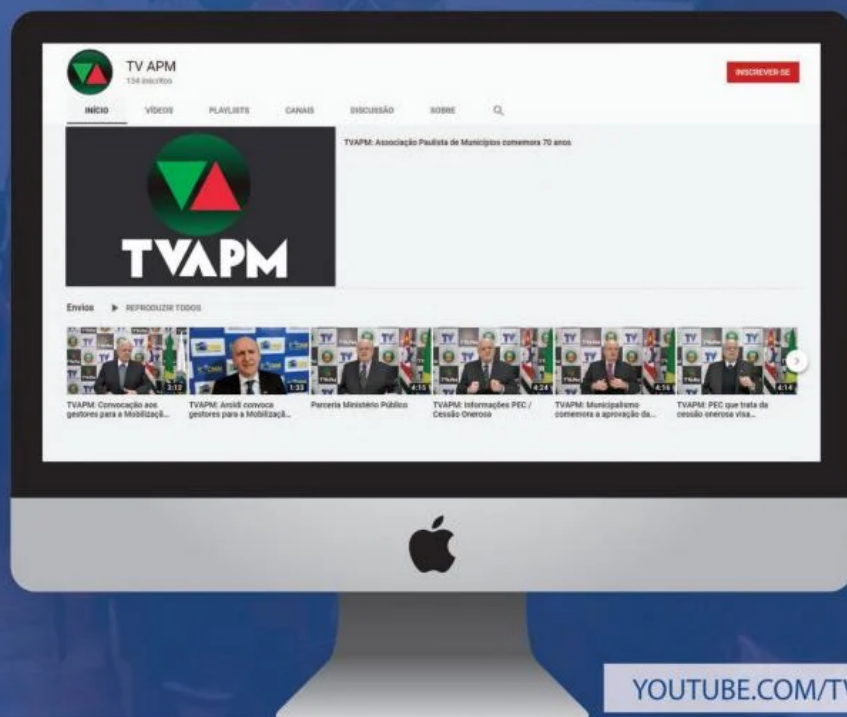 TV APM
154 inscritos
INSCREVER-SE
INÍCIO VÍDEOS PLAYLISTS CANAIS DISCUSSÃO SOBRE
TVAPM: Associação Paulista de Municípios comemora 70 anos
TVAPM
Envios REPRODUZIR TODOS
3:12
1:33
4:15
4:24
4:16
4:14
TVAPM: Convocação aos
gestores para a Mobilizaçã...
TVAPM: Aroldi convoca
gestores para a Mobilizaçã...
Parceria Ministério Público
TVAPM: Informações PEC /
Cessão Onerosa
TVAPM: Municipalismo
comemora a aprovação da...
TVAPM: PEC que trata da
cessão onerosa visa...
YOUTUBE.COM/TV